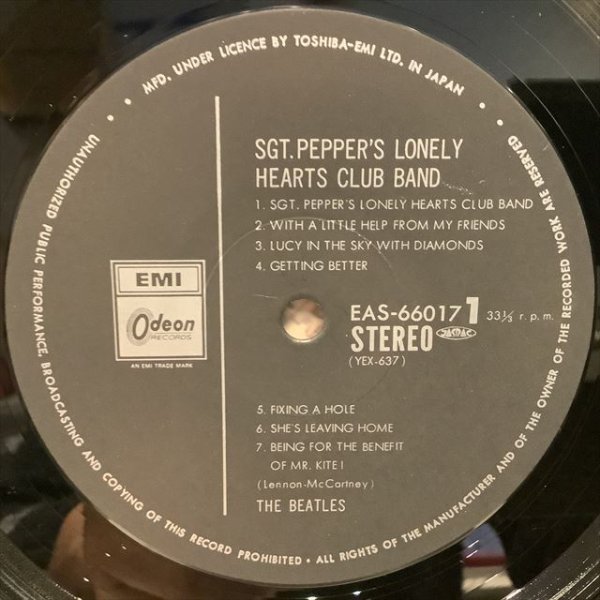 MFD. UNDER LICENCE BY TOSHIBA-EMI LTD. IN JAPAN
SGT. PEPPER'S LONELY
HEARTS CLUB BAND
1. SGT. PEPPER'S LONELY HEARTS CLUB BAND
2. WITH A LITTLE HELP FROM MY FRIENDS
3. LUCY IN THE SKY WITH DIAMONDS
4. GETTING BETTER
EMI
Odeon
RECORDS
AN EMI TRADE MARK
EAS-66017 1 33⅓ r. p. m.
STEREO JASRAC
(YEX-637)
5. FIXING A HOLE
6. SHE'S LEAVING HOME
7. BEING FOR THE BENEFIT
OF MR. KITE !
(Lennon-McCartney)
THE BEATLES
UNAUTHORIZED PUBLIC PERFORMANCE, BROADCASTING AND COPYING OF THIS RECORD PROHIBITED • ALL RIGHTS OF THE MANUFACTURER AND OF THE OWNER OF THE RECORDED WORK ARE RESERVED